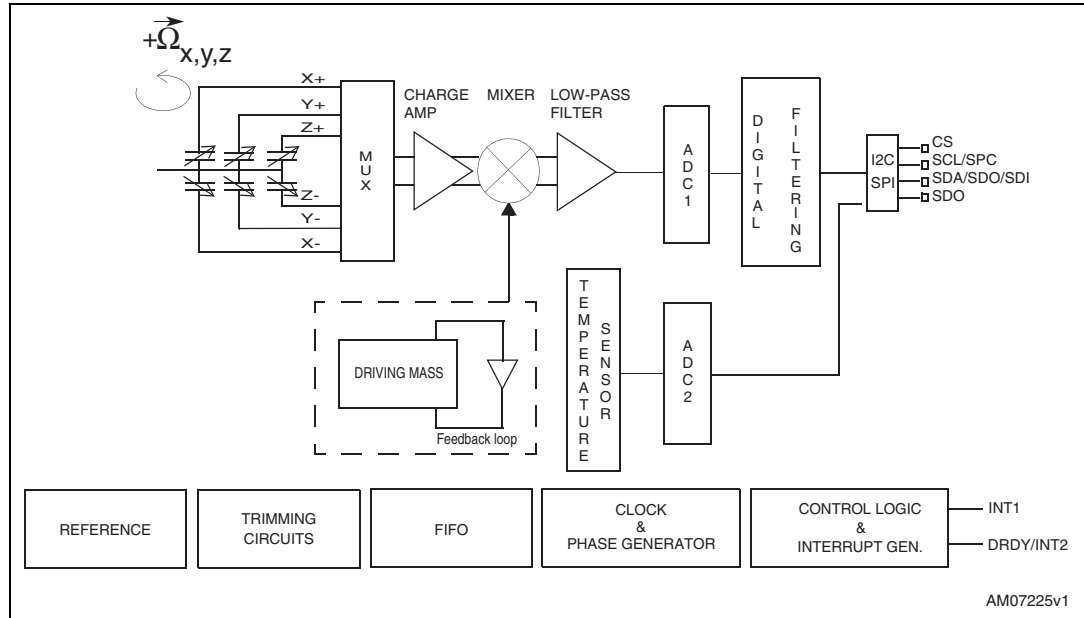 +Ω x,y,z
X+
Y+
Z+
Z-
Y-
X-
MUX
CHARGE
AMP
MIXER
LOW-PASS
FILTER
ADC1
DIGITAL
FILTERING
I2C
SPI
CS
SCL/SPC
SDA/SDO/SDI
SDO
DRIVING MASS
Feedback loop
TEMPERATURE
SENSOR
ADC2
REFERENCE
TRIMMING
CIRCUITS
FIFO
CLOCK
&
PHASE GENERATOR
CONTROL LOGIC
&
INTERRUPT GEN.
INT1
DRDY/INT2
AM07225v1